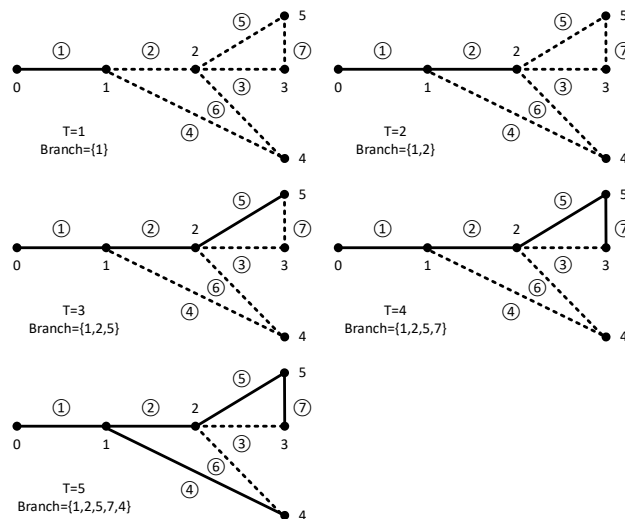 ① ② 2 ⑤ 5 ⑦
0 1 ③ 3
⑥
④
4
T=1
Branch={1}
① ② 2 ⑤ 5 ⑦
0 1 ③ 3
⑥
④
4
T=2
Branch={1,2}
① ② 2 ⑤ 5 ⑦
0 1 ③ 3
⑥
④
4
T=3
Branch={1,2,5}
① ② 2 ⑤ 5 ⑦
0 1 ③ 3
⑥
④
4
T=4
Branch={1,2,5,7}
① ② 2 ⑤ 5 ⑦
0 1 ③ 3
⑥
④
4
T=5
Branch={1,2,5,7,4}